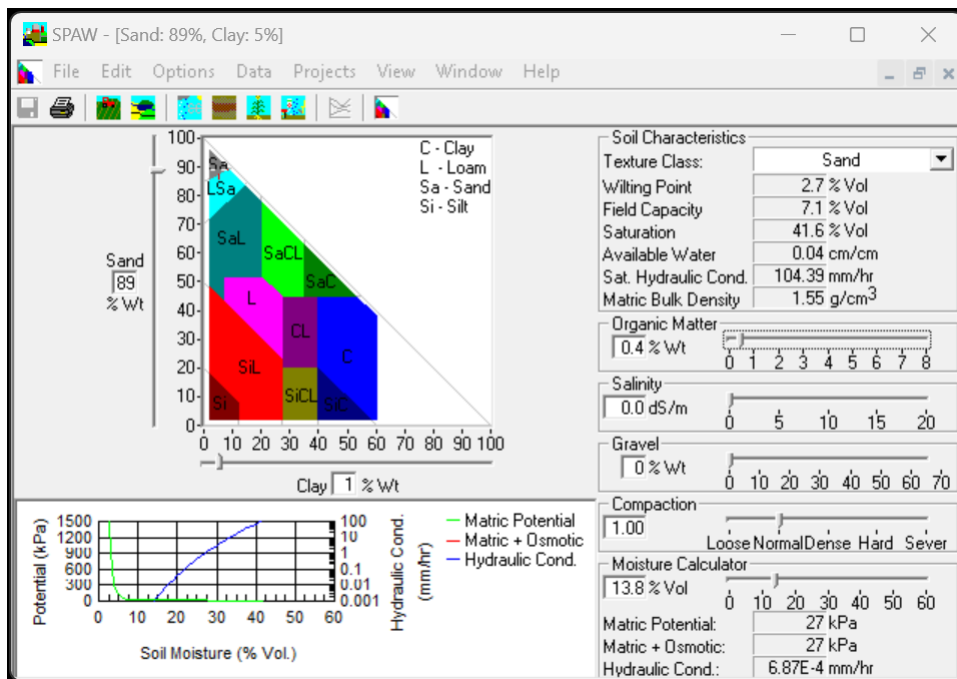 SPAW - [Sand: 89%, Clay: 5%]
File Edit Options Data Projects View Window Help
100
90
80
70
60
50
40
30
20
10
0
Sand
89
% Wt
Sa
LSa
SaL
SaCL
SaC
L
CL
C
SiL
SiCL
SiC
Si
C - Clay
L - Loam
Sa - Sand
Si - Silt
0 10 20 30 40 50 60 70 80 90 100
Clay 1 % Wt
Potential (kPa)
1500
1200
900
600
300
0
100
10
1
0.1
0.01
0.001
Hydraulic Cond.
(mm/hr)
0 10 20 30 40 50 60
Soil Moisture (% Vol.)
Matric Potential
Matric + Osmotic
Hydraulic Cond.
Soil Characteristics
Texture Class: Sand
Wilting Point 2.7 % Vol
Field Capacity 7.1 % Vol
Saturation 41.6 % Vol
Available Water 0.04 cm/cm
Sat. Hydraulic Cond. 104.39 mm/hr
Matric Bulk Density 1.55 g/cm3
Organic Matter
0.4 % Wt
0 1 2 3 4 5 6 7 8
Salinity
0.0 dS/m
0 5 10 15 20
Gravel
0 % Wt
0 10 20 30 40 50 60 70
Compaction
1.00
Loose Normal Dense Hard Sever
Moisture Calculator
13.8 % Vol
0 10 20 30 40 50 60
Matric Potential: 27 kPa
Matric + Osmotic: 27 kPa
Hydraulic Cond.: 6.87E-4 mm/hr